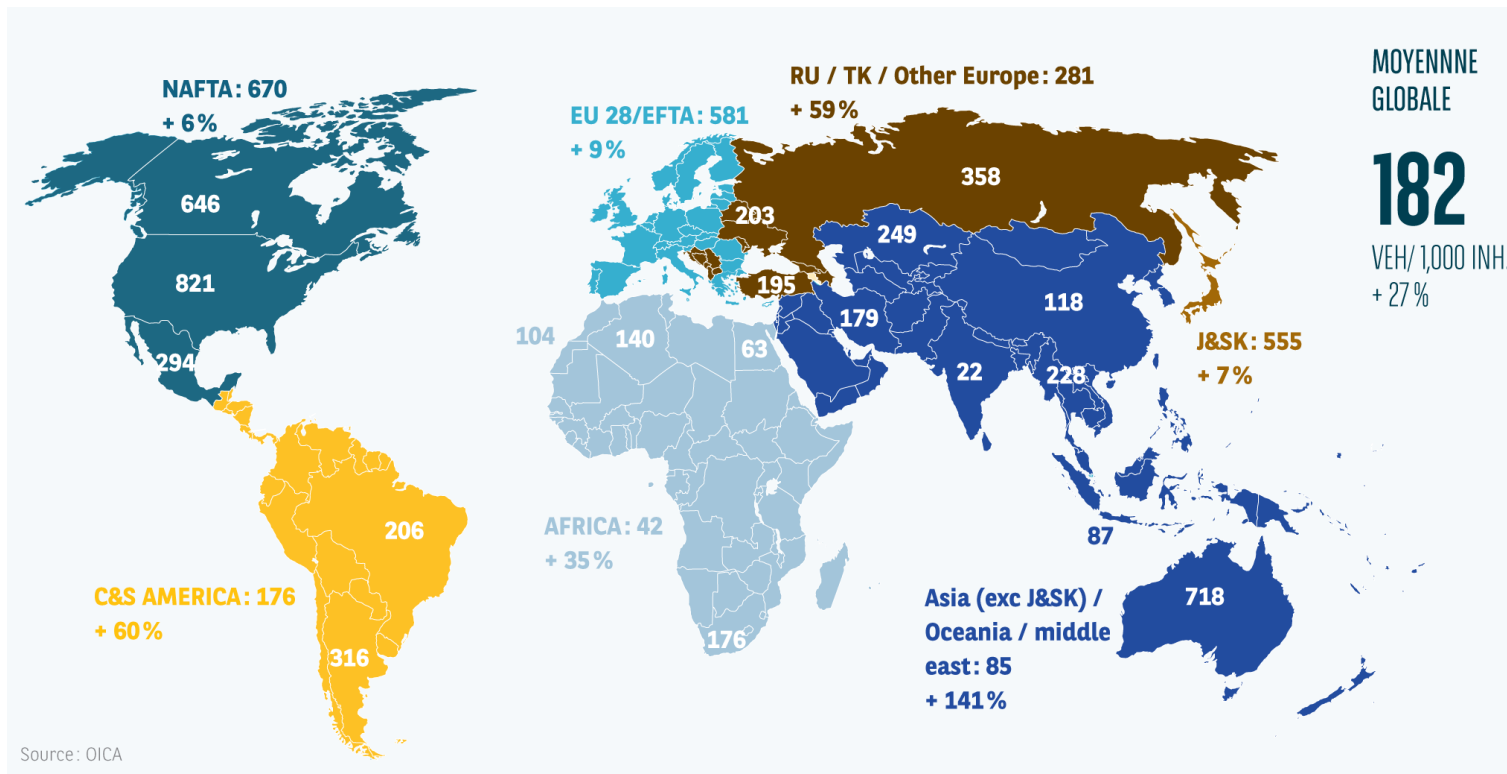 NAFTA: 670
+ 6%
646
821
294
C&S AMERICA: 176
+ 60%
206
316
EU 28/EFTA: 581
+ 9%
RU / TK / Other Europe: 281
+ 59%
358
203
195
104
140
63
AFRICA: 42
+ 35%
176
249
179
118
22
228
87
718
J&SK: 555
+ 7%
Asia (exc J&SK) /
Oceania / middle
east: 85
+ 141%
MOYENNNE
GLOBALE
182
VEH/ 1,000 INH.
+ 27%
Source: OICA